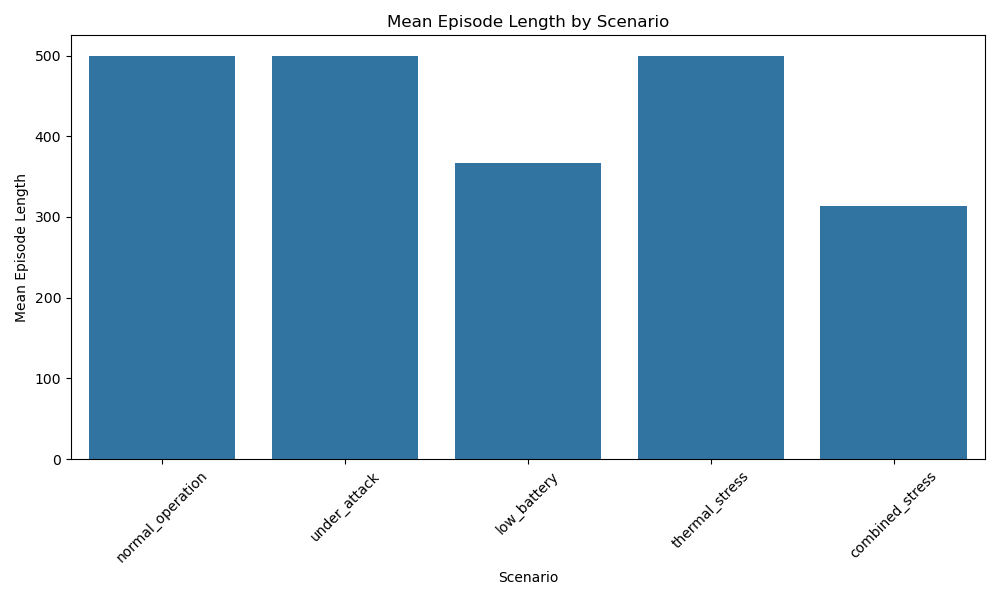 Mean Episode Length by Scenario
Mean Episode Length
500
400
300
200
100
0
normal_operation
under_attack
low_battery
thermal_stress
combined_stress
Scenario